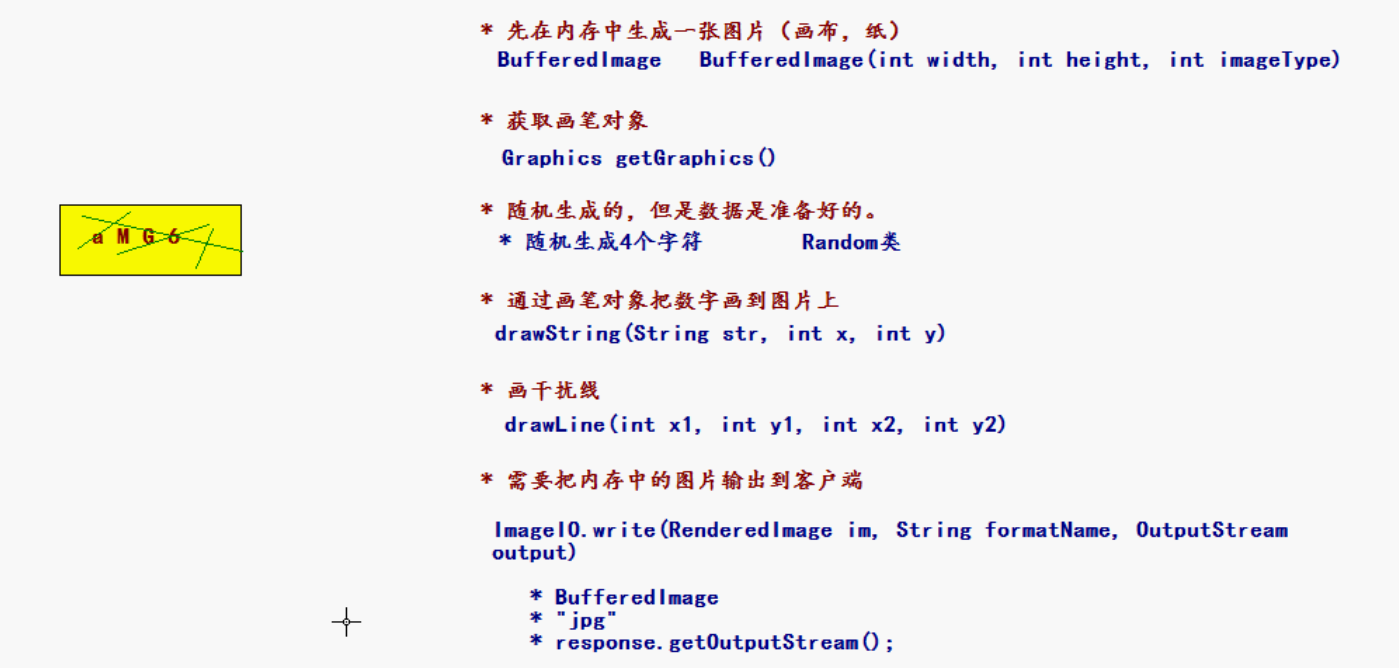 * 先在内存中生成一张图片（画布，纸）
BufferedImage BufferedImage(int width, int height, int imageType)
* 获取画笔对象
Graphics getGraphics()
* 随机生成的，但是数据是准备好的。
* 随机生成4个字符 Random类
a M G 6
* 通过画笔对象把数字画到图片上
drawString(String str, int x, int y)
* 画干扰线
drawLine(int x1, int y1, int x2, int y2)
* 需要把内存中的图片输出到客户端
ImageIO.write(RenderedImage im, String formatName, OutputStream
output)
* BufferedImage
* "jpg"
* response.getOutputStream();